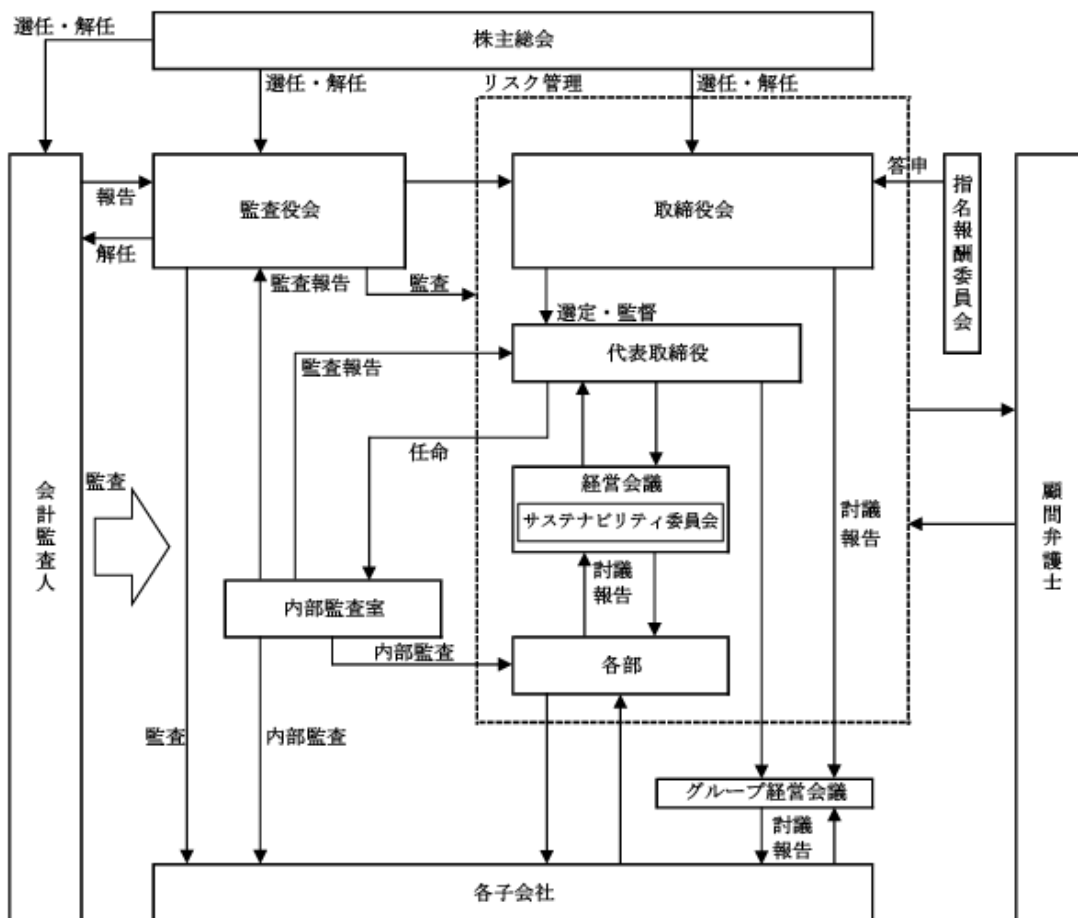 選任・解任
株主総会
選任・解任
リスク管理
選任・解任
報告
監査役会
取締役会
答申
指名報酬委員会
解任
監査報告
監査
選定・監督
代表取締役
監査報告
任命
会計監査人
監査
経営会議
サステナビリティ委員会
討議
報告
顧問弁護士
討議
報告
内部監査室
内部監査
各部
監査
内部監査
グループ経営会議
討議
報告
各子会社